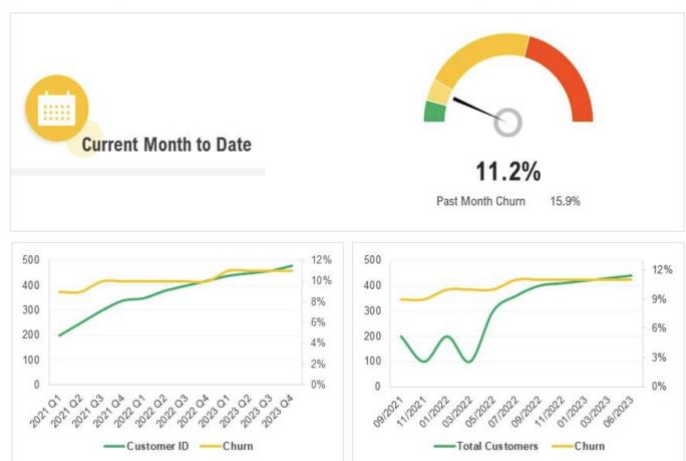 Current Month to Date
11.2%
Past Month Churn 15.9%
500
400
300
200
100
0
12%
10%
8%
6%
4%
2%
0%
2021 Q1
2021 Q2
2021 Q3
2021 Q4
2022 Q1
2022 Q2
2022 Q3
2022 Q4
2023 Q1
2023 Q2
2023 Q3
2023 Q4
Customer ID
Churn
500
400
300
200
100
0
12%
9%
6%
3%
0%
09/2021
11/2021
01/2022
03/2022
05/2022
07/2022
09/2022
11/2022
01/2023
03/2023
06/2023
Total Customers
Churn